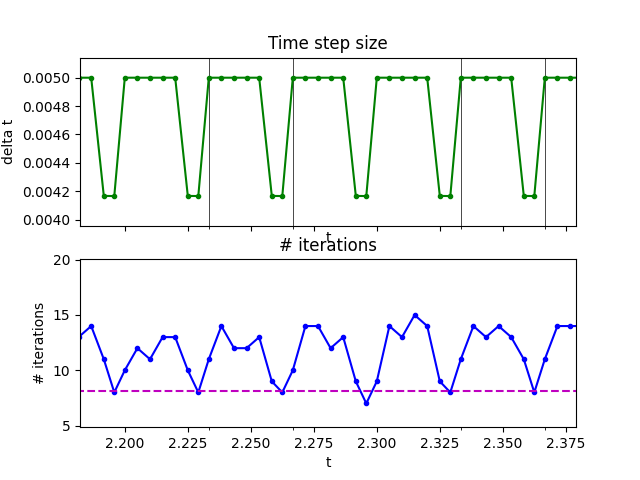 Time step size
delta t
0.0050
0.0048
0.0046
0.0044
0.0042
0.0040
t
# iterations
# iterations
20
15
10
5
2.200 2.225 2.250 2.275 2.300 2.325 2.350 2.375
t